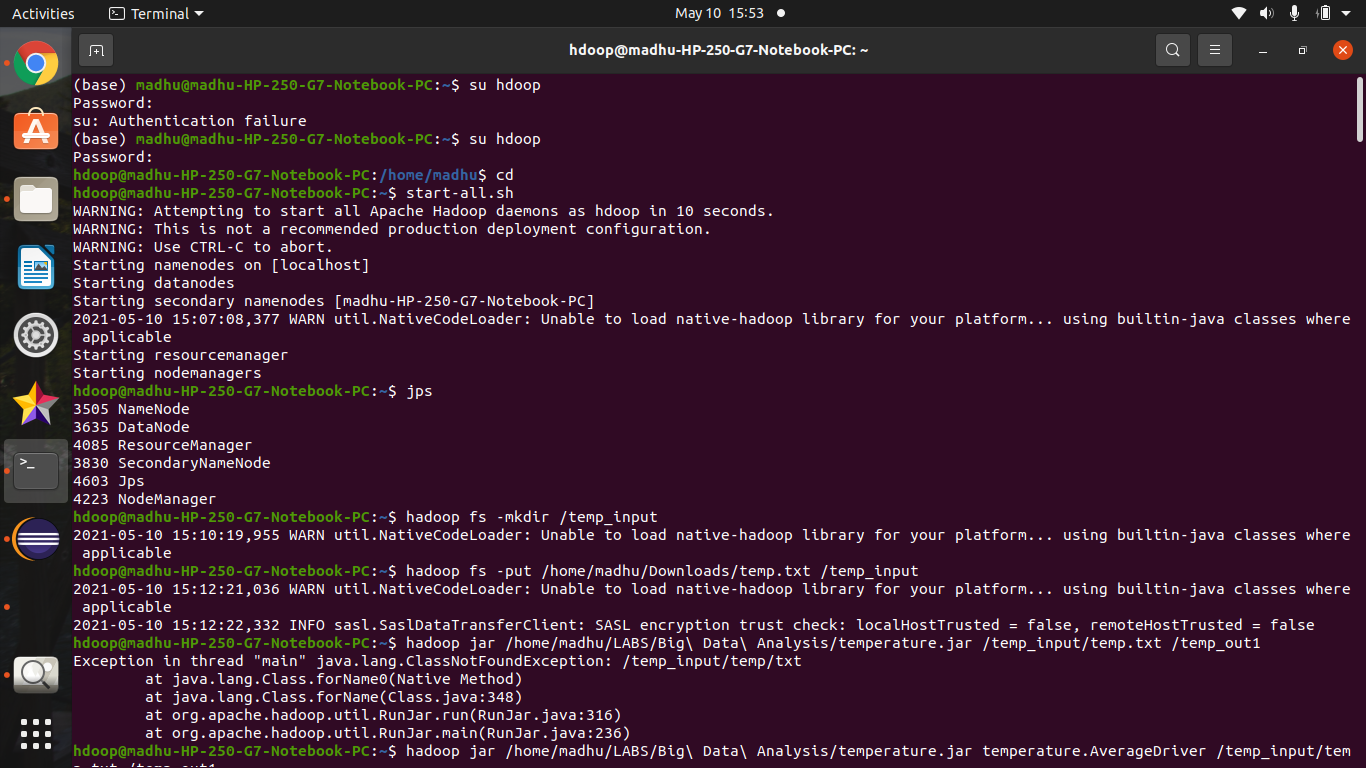 Activities
Terminal
May 10 15:53
hdoop@madhu-HP-250-G7-Notebook-PC: ~
(base) madhu@madhu-HP-250-G7-Notebook-PC:~$ su hdoop
Password:
su: Authentication failure
(base) madhu@madhu-HP-250-G7-Notebook-PC:~$ su hdoop
Password:
hdoop@madhu-HP-250-G7-Notebook-PC:/home/madhu$ cd
hdoop@madhu-HP-250-G7-Notebook-PC:~$ start-all.sh
WARNING: Attempting to start all Apache Hadoop daemons as hdoop in 10 seconds.
WARNING: This is not a recommended production deployment configuration.
WARNING: Use CTRL-C to abort.
Starting namenodes on [localhost]
Starting datanodes
Starting secondary namenodes [madhu-HP-250-G7-Notebook-PC]
2021-05-10 15:07:08,377 WARN util.NativeCodeLoader: Unable to load native-hadoop library for your platform... using builtin-java classes where
 applicable
Starting resourcemanager
Starting nodemanagers
hdoop@madhu-HP-250-G7-Notebook-PC:~$ jps
3505 NameNode
3635 DataNode
4085 ResourceManager
3830 SecondaryNameNode
4603 Jps
4223 NodeManager
hdoop@madhu-HP-250-G7-Notebook-PC:~$ hadoop fs -mkdir /temp_input
2021-05-10 15:10:19,955 WARN util.NativeCodeLoader: Unable to load native-hadoop library for your platform... using builtin-java classes where
 applicable
hdoop@madhu-HP-250-G7-Notebook-PC:~$ hadoop fs -put /home/madhu/Downloads/temp.txt /temp_input
2021-05-10 15:12:21,036 WARN util.NativeCodeLoader: Unable to load native-hadoop library for your platform... using builtin-java classes where
 applicable
2021-05-10 15:12:22,332 INFO sasl.SaslDataTransferClient: SASL encryption trust check: localHostTrusted = false, remoteHostTrusted = false
hdoop@madhu-HP-250-G7-Notebook-PC:~$ hadoop jar /home/madhu/LABS/Big\ Data\ Analysis/temperature.jar /temp_input/temp.txt /temp_out1
Exception in thread "main" java.lang.ClassNotFoundException: /temp_input/temp/txt
        at java.lang.Class.forName0(Native Method)
        at java.lang.Class.forName(Class.java:348)
        at org.apache.hadoop.util.RunJar.run(RunJar.java:316)
        at org.apache.hadoop.util.RunJar.main(RunJar.java:236)
hdoop@madhu-HP-250-G7-Notebook-PC:~$ hadoop jar /home/madhu/LABS/Big\ Data\ Analysis/temperature.jar temperature.AverageDriver /temp_input/tem